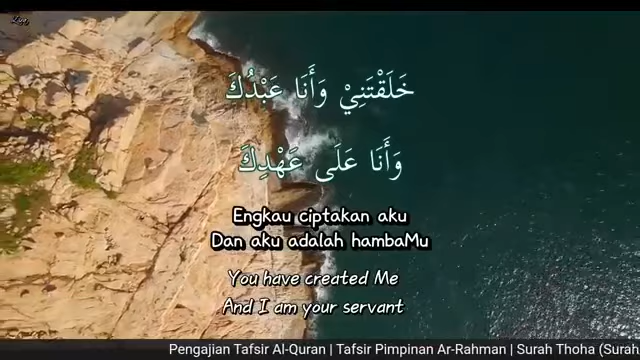 خَلَقْتَنِيْ وَأَنَا عَبْدُكَ
وَأَنَا عَلَى عَهْدِكَ
Engkau ciptakan aku
Dan aku adalah hambaMu
You have created Me
And I am your servant
Pengajian Tafsir Al-Quran | Tafsir Pimpinan Ar-Rahman | Surah Thoha (Surah